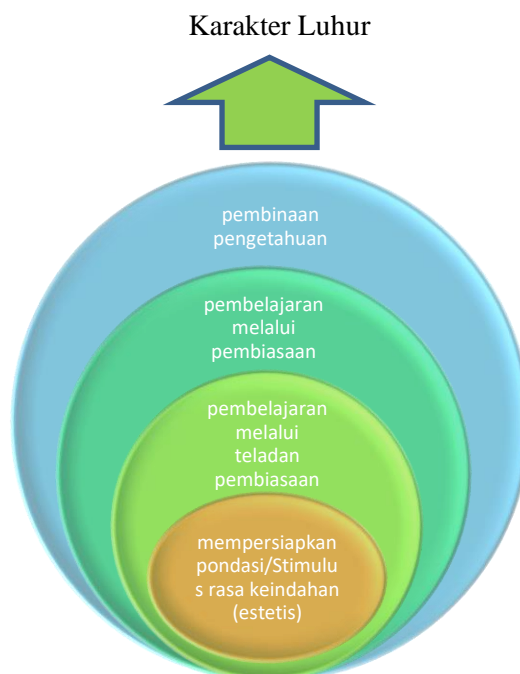 Karakter Luhur
pembinaan
pengetahuan
pembelajaran
melalui
pembiasaan
pembelajaran
melalui
teladan
pembiasaan
mempersiapkan
pondasi/Stimulu
s rasa keindahan
(estetis)